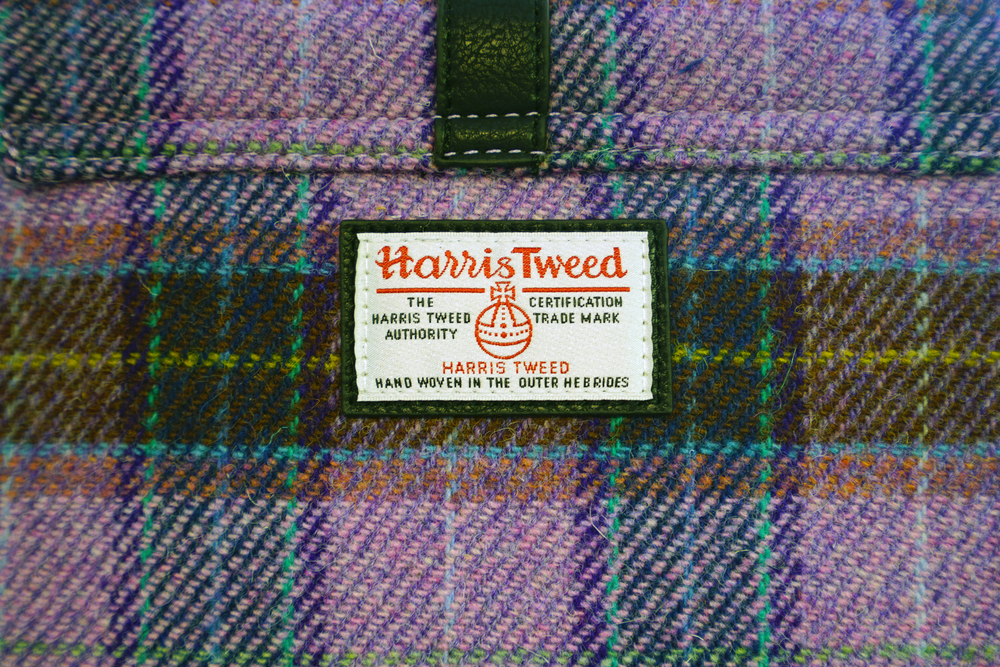 Harris Tweed
THE
HARRIS TWEED
AUTHORITY
CERTIFICATION
TRADE MARK
HARRIS TWEED
HAND WOVEN IN THE OUTER HEBRIDES